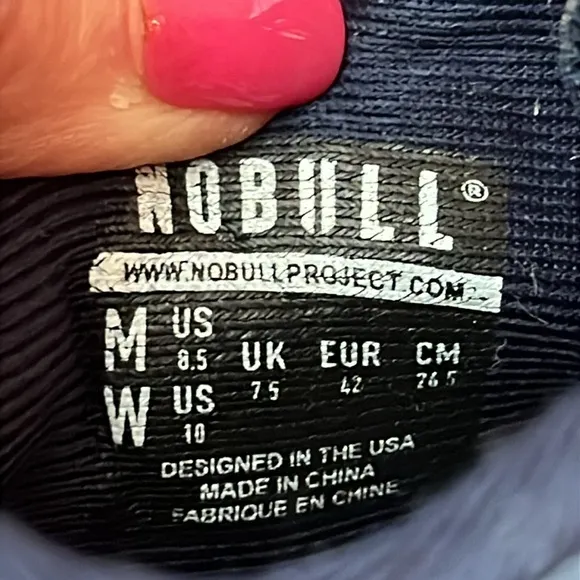 NOBULL®
WWW.NOBULLPROJECT.COM
M US 8.5 UK 7.5 EUR 42 CM 26.5
W US 10
DESIGNED IN THE USA
MADE IN CHINA
FABRIQUE EN CHINE